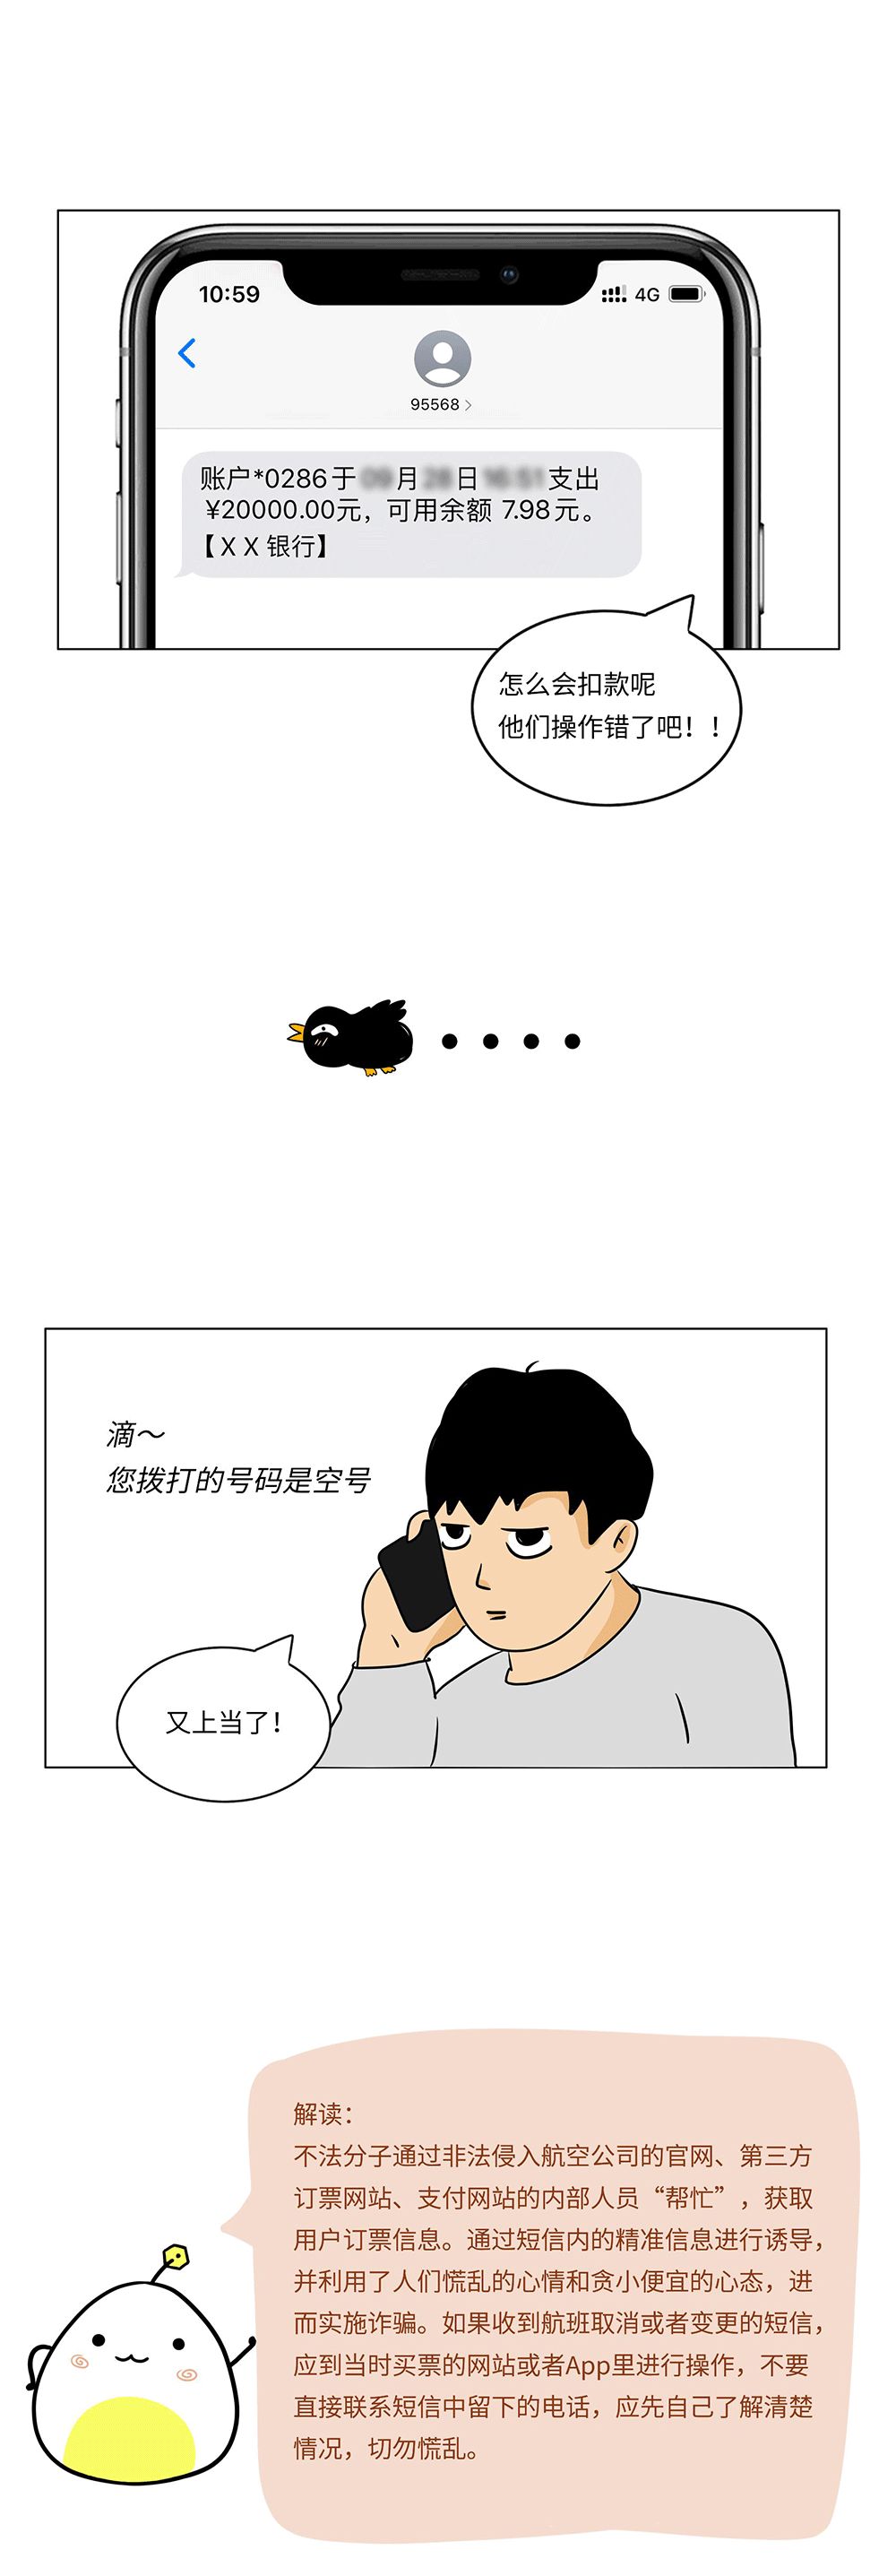 10:59
4G
95568
账户*0286于 月 日 支出
¥20000.00元，可用余额 7.98元。
【X X 银行】
怎么会扣款呢
他们操作错了吧！！
滴～
您拨打的号码是空号
又上当了！
解读：
不法分子通过非法侵入航空公司的官网、第三方
订票网站、支付网站的内部人员“帮忙”，获取
用户订票信息。通过短信内的精准信息进行诱导，
并利用了人们慌乱的心情和贪小便宜的心态，进
而实施诈骗。如果收到航班取消或者变更的短信，
应到当时买票的网站或者App里进行操作，不要
直接联系短信中留下的电话，应先自己了解清楚
情况，切勿慌乱。